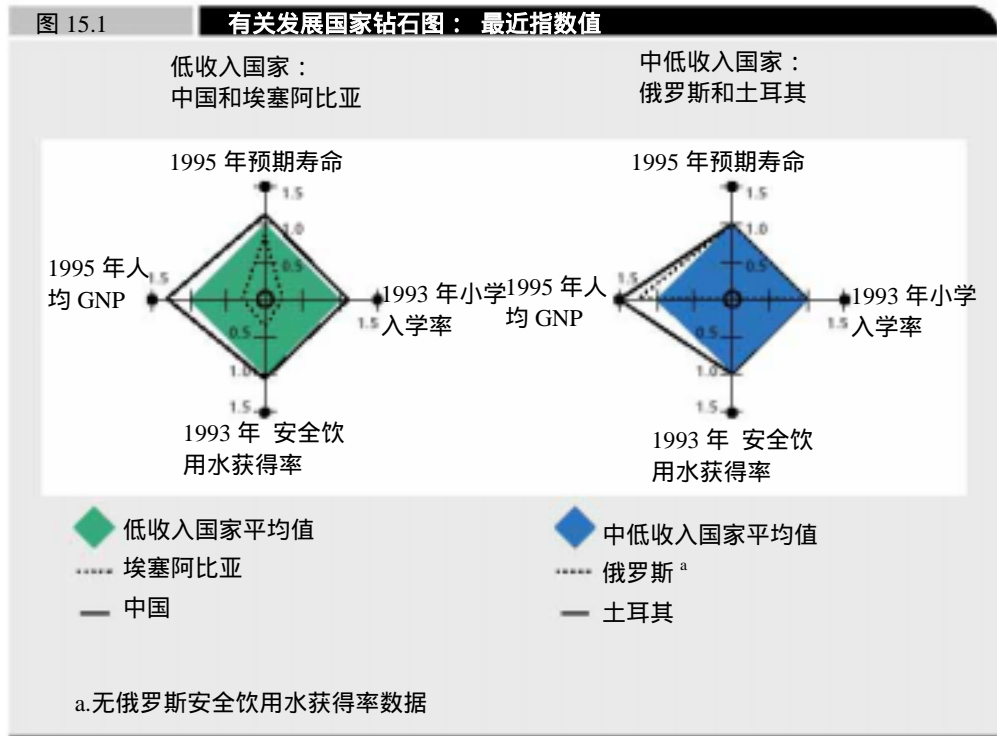 图 15.1
有关发展国家钻石图： 最近指数值
低收入国家：
中国和埃塞阿比亚
1995 年预期寿命
1.5
1.0
0.5
1995 年人
均 GNP
1.5
1993 年小学
入学率
1.5
0.5
1.0
1.5
1993 年 安全饮
用水获得率
低收入国家平均值
埃塞阿比亚
中国
中低收入国家：
俄罗斯和土耳其
1995 年预期寿命
1.5
1.0
0.5
1995 年人
均 GNP
1.5
1993 年小学
入学率
1.5
0.5
1.0
1.5
1993 年 安全饮
用水获得率
中低收入国家平均值
俄罗斯 a
土耳其
a.无俄罗斯安全饮用水获得率数据